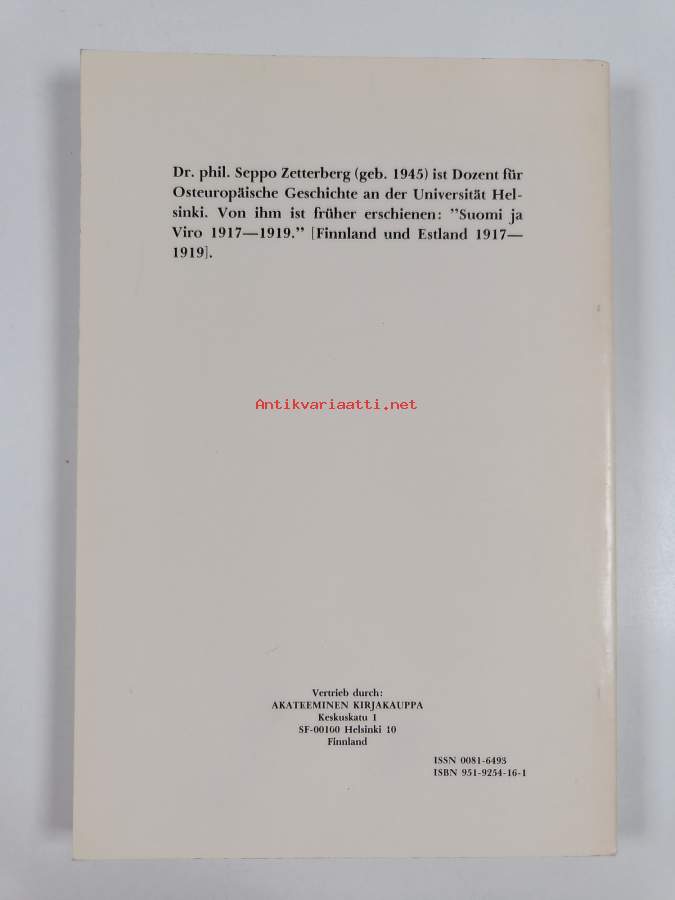 Dr. phil. Seppo Zetterberg (geb. 1945) ist Dozent für
Osteuropäische Geschichte an der Universität Hel-
sinki. Von ihm ist früher erschienen: ”Suomi ja
Viro 1917—1919.” [Finnland und Estland 1917—
1919].
Antikvariaatti.net
Vertrieb durch:
AKATEEMINEN KIRJAKAUPPA
Keskuskatu 1
SF-00100 Helsinki 10
Finnland
ISSN 0081-6493
ISBN 951-9254-16-1